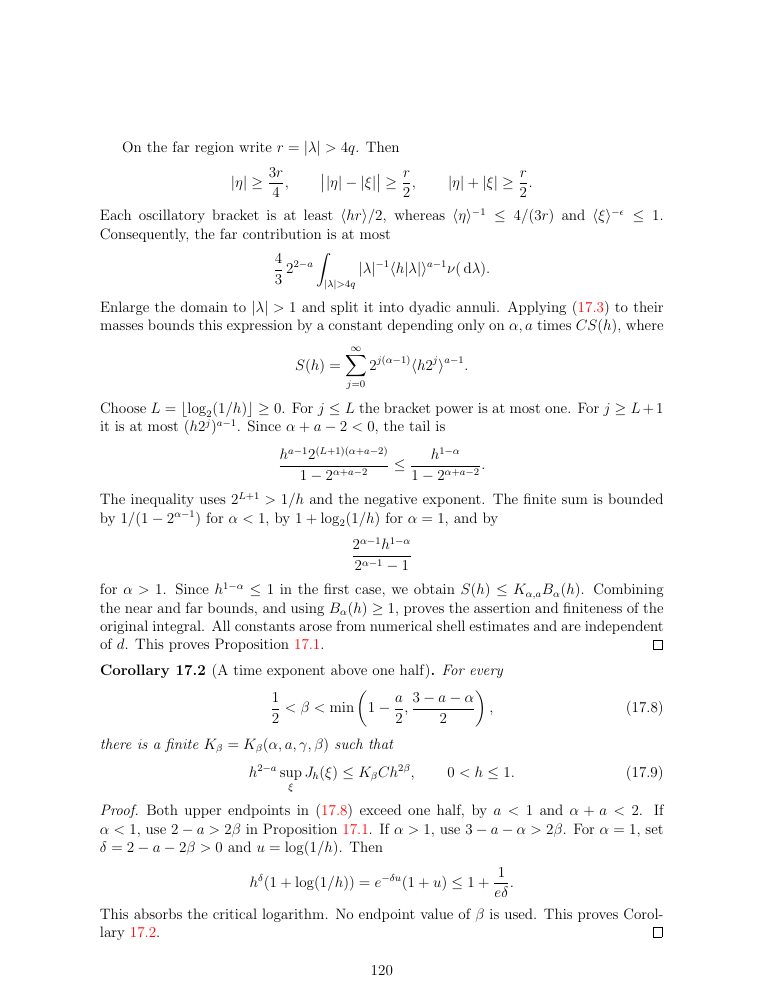 On the far region write r = |λ| > 4q. Then
|η| ≥ 3r/4, ||η| − |ξ|| ≥ r/2, |η| + |ξ| ≥ r/2.
Each oscillatory bracket is at least ⟨hr⟩/2, whereas ⟨η⟩^{−1} ≤ 4/(3r) and ⟨ξ⟩^{−ϵ} ≤ 1.
Consequently, the far contribution is at most
4/3 2^{2−a} ∫_{|λ|>4q} |λ|^{−1}⟨h|λ|⟩^{a−1}ν(dλ).
Enlarge the domain to |λ| > 1 and split it into dyadic annuli. Applying (17.3) to their
masses bounds this expression by a constant depending only on α, a times CS(h), where
S(h) = ∑_{j=0}^{∞} 2^{j(α−1)}⟨h2^j⟩^{a−1}.
Choose L = ⌊log_2(1/h)⌋ ≥ 0. For j ≤ L the bracket power is at most one. For j ≥ L + 1
it is at most (h2^j)^{a−1}. Since α + a − 2 < 0, the tail is
h^{a−1}2^{(L+1)(α+a−2)}/(1 − 2^{α+a−2}) ≤ h^{1−α}/(1 − 2^{α+a−2}).
The inequality uses 2^{L+1} > 1/h and the negative exponent. The finite sum is bounded
by 1/(1 − 2^{α−1}) for α < 1, by 1 + log_2(1/h) for α = 1, and by
2^{α−1}h^{1−α}/(2^{α−1} − 1)
for α > 1. Since h^{1−α} ≤ 1 in the first case, we obtain S(h) ≤ K_{α,a}B_α(h). Combining
the near and far bounds, and using B_α(h) ≥ 1, proves the assertion and finiteness of the
original integral. All constants arose from numerical shell estimates and are independent
of d. This proves Proposition 17.1. □
Corollary 17.2 (A time exponent above one half). For every
1/2 < β < min(1 − a/2, (3 − a − α)/2), (17.8)
there is a finite K_β = K_β(α, a, γ, β) such that
h^{2−a} sup_ξ J_h(ξ) ≤ K_βCh^{2β}, 0 < h ≤ 1. (17.9)
Proof. Both upper endpoints in (17.8) exceed one half, by a < 1 and α + a < 2. If
α < 1, use 2 − a > 2β in Proposition 17.1. If α > 1, use 3 − a − α > 2β. For α = 1, set
δ = 2 − a − 2β > 0 and u = log(1/h). Then
h^δ(1 + log(1/h)) = e^{−δu}(1 + u) ≤ 1 + 1/(eδ).
This absorbs the critical logarithm. No endpoint value of β is used. This proves Corol-
lary 17.2. □
120